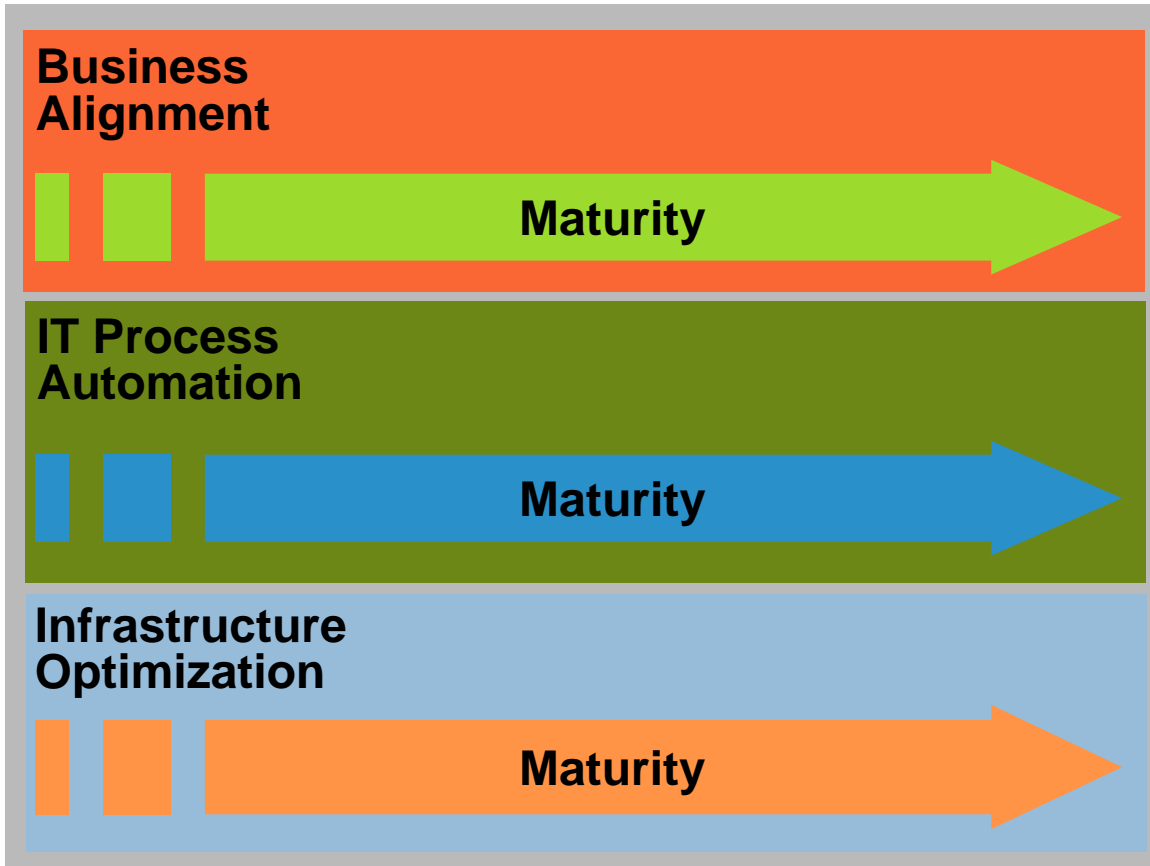 Business
Alignment
Maturity
IT Process
Automation
Maturity
Infrastructure
Optimization
Maturity